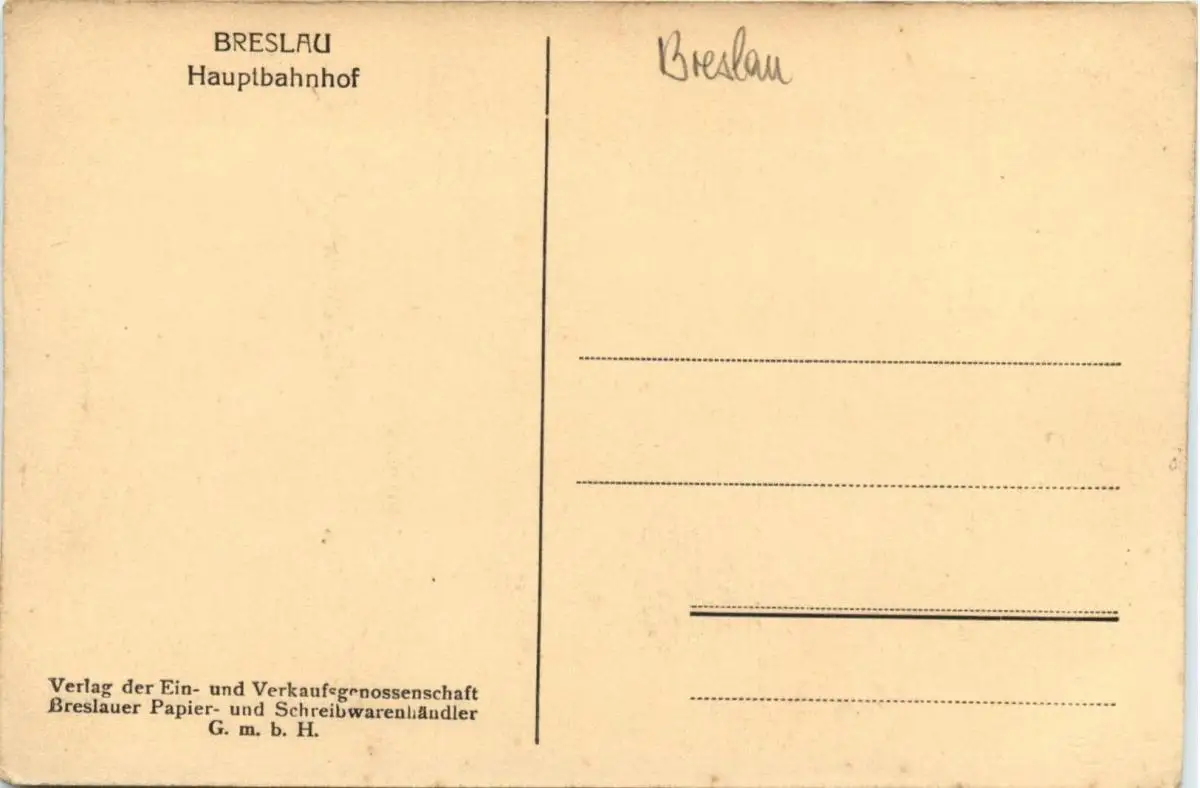 BRESLAU
Hauptbahnhof
Breslau
Verlag der Ein- und Verkaufsgenossenschaft
Breslauer Papier- und Schreibwarenhändler
G. m. b. H.